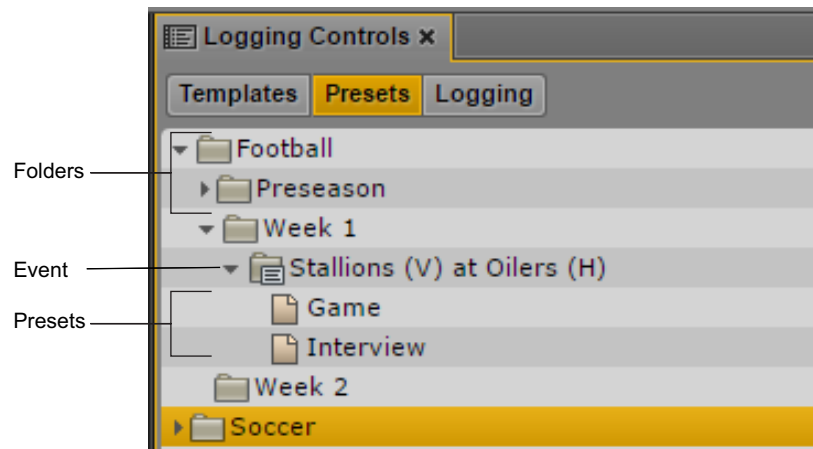 Logging Controls ×
Templates Presets Logging
Football
Folders
Preseason
Week 1
Event
Stallions (V) at Oilers (H)
Game
Presets
Interview
Week 2
Soccer